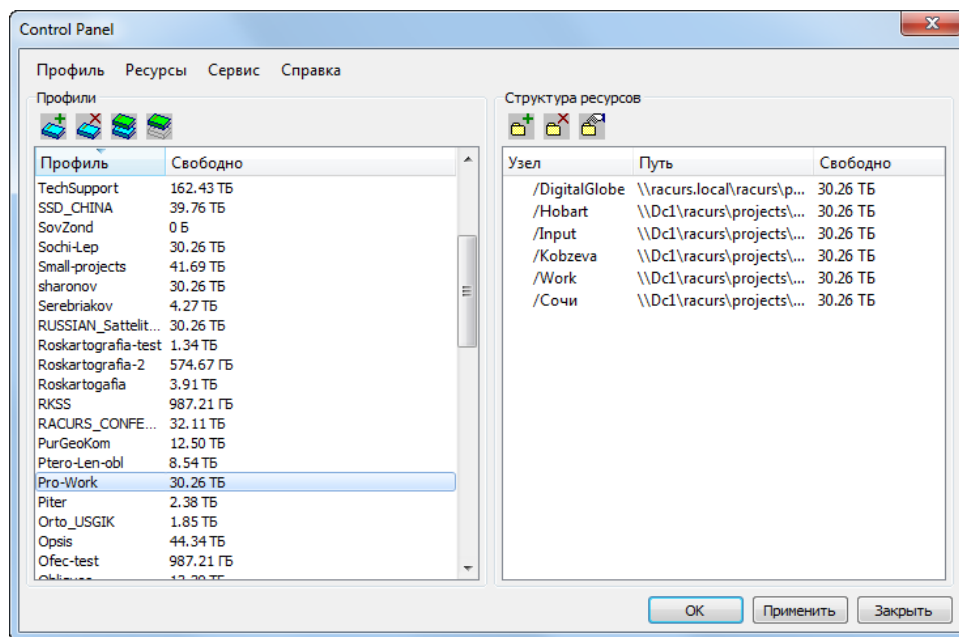 Control Panel
Профиль Ресурсы Сервис Справка
Профили
Профиль Свободно
TechSupport 162.43 ТБ
SSD_CHINA 39.76 ТБ
SovZond 0 Б
Sochi-Lep 30.26 ТБ
Small-projects 41.69 ТБ
sharonov 30.26 ТБ
Serebriakov 4.27 ТБ
RUSSIAN_Sattelit... 30.26 ТБ
Roskartografia-test 1.34 ТБ
Roskartografia-2 574.67 ГБ
Roskartogafia 3.91 ТБ
RKSS 987.21 ГБ
RACURS_CONFE... 32.11 ТБ
PurGeoKom 12.50 ТБ
Ptero-Len-obl 8.54 ТБ
Pro-Work 30.26 ТБ
Piter 2.38 ТБ
Orto_USGIK 1.85 ТБ
Opsis 44.34 ТБ
Ofec-test 987.21 ГБ
Структура ресурсов
Узел Путь Свободно
/DigitalGlobe \\racurs.local\racurs\p... 30.26 ТБ
/Hobart \\Dc1\racurs\projects\... 30.26 ТБ
/Input \\Dc1\racurs\projects\... 30.26 ТБ
/Kobzeva \\Dc1\racurs\projects\... 30.26 ТБ
/Work \\Dc1\racurs\projects\... 30.26 ТБ
/Сочи \\Dc1\racurs\projects\... 30.26 ТБ
OK Применить Закрыть